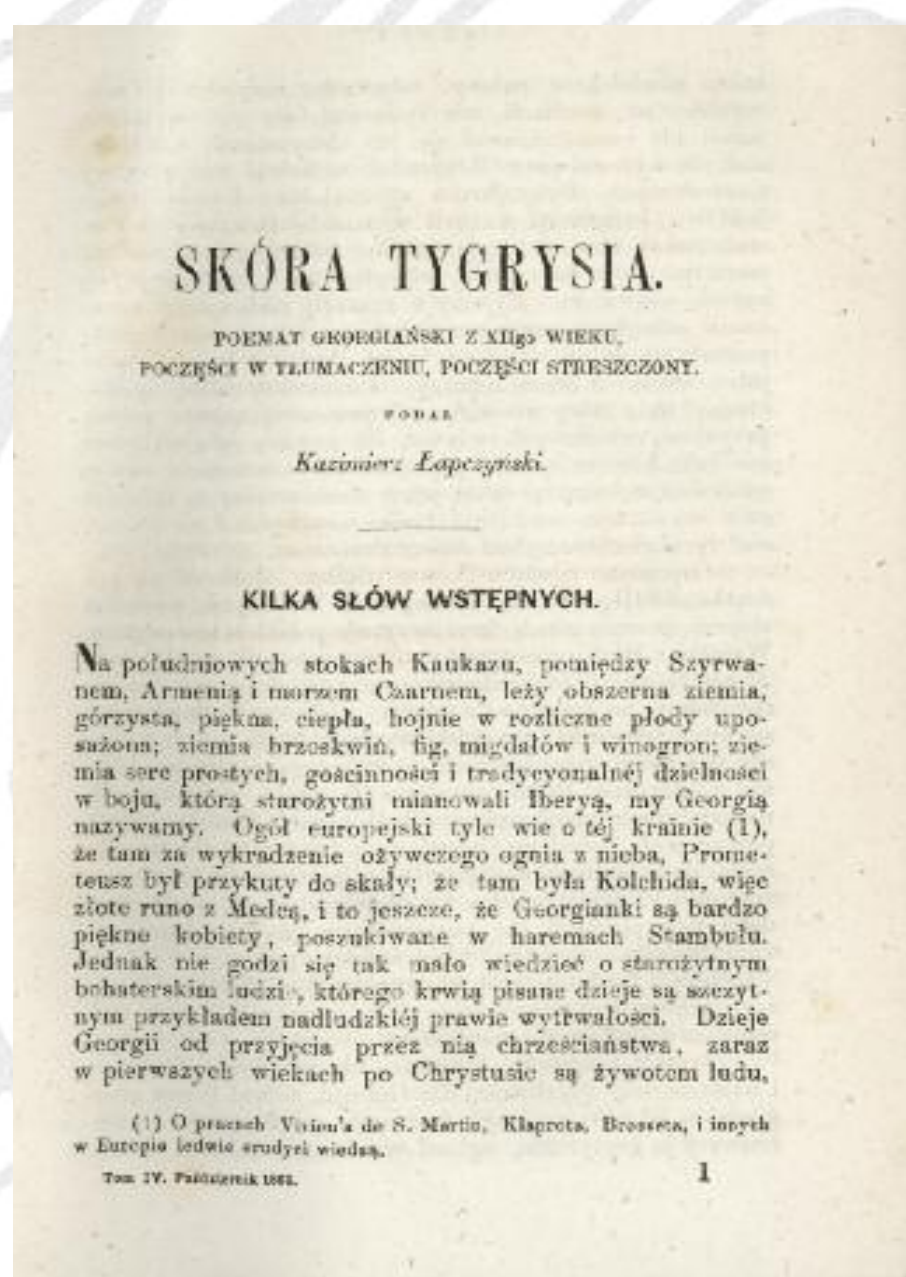 SKÓRA TYGRYSIA.
POEMAT GEORGIAŃSKI Z XIIgo WIEKU,
POCZĘŚCI W TŁUMACZENIU, POCZĘŚCI STRESZCZONY.
PODAŁ
Kazimierz Łapczyński.
KILKA SŁÓW WSTĘPNYCH.
Na południowych stokach Kaukazu, pomiędzy Szyrwa-
nem, Armenią i morzem Czarnem, leży obszerna ziemia,
górzysta, piękna, ciepła, hojnie w rozliczne płody upo-
sażona; ziemia brzoskwiń, fig, migdałów i winogron; zie-
mia serc prostych, gościnności i tradycyonalnéj dzielności
w boju, którą starożytni mianowali Iberyą, my Georgią
nazywamy. Ogół europejski tyle wie o téj krainie (1),
że tam za wykradzenie ożywczego ognia z nieba, Prome-
teusz był przykuty do skały; że tam była Kolchida, więc
złote runo z Medeą, i to jeszcze, że Georgianki są bardzo
piękne kobiety, poszukiwane w haremach Stambułu.
Jednak nie godzi się tak mało wiedzieć o starożytnym
bohaterskim ludzie, którego krwią pisane dzieje są szczyt-
nym przykładem nadludzkiéj prawie wytrwałości. Dzieje
Georgii od przyjęcia przez nią chrześciaństwa, zaraz
w pierwszych wiekach po Chrystusie są żywotem ludu,
(1) O pracach Vivien'a de S. Martin, Klaprota, Brosseta, i innych
w Europie ledwie erudyci wiedzą.
Tom IV. Październik 1863.
1